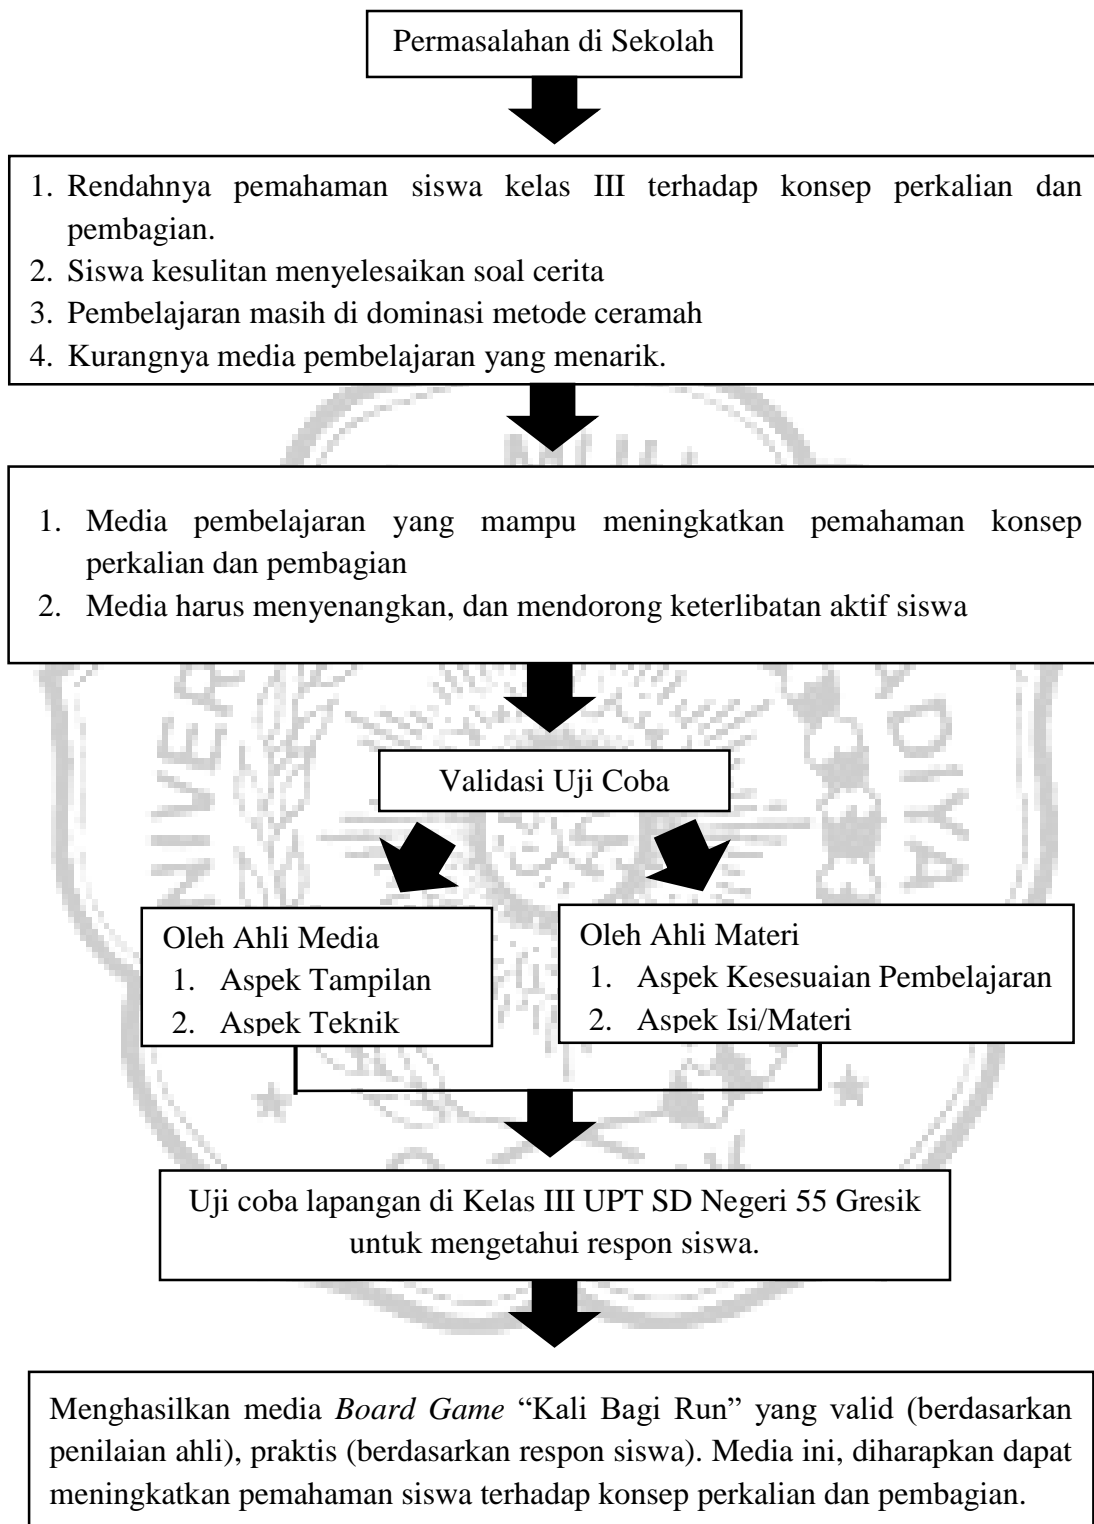 Permasalahan di Sekolah
1. Rendahnya pemahaman siswa kelas III terhadap konsep perkalian dan
pembagian.
2. Siswa kesulitan menyelesaikan soal cerita
3. Pembelajaran masih di dominasi metode ceramah
4. Kurangnya media pembelajaran yang menarik.
1. Media pembelajaran yang mampu meningkatkan pemahaman konsep
perkalian dan pembagian
2. Media harus menyenangkan, dan mendorong keterlibatan aktif siswa
Validasi Uji Coba
Oleh Ahli Media
1. Aspek Tampilan
2. Aspek Teknik
Oleh Ahli Materi
1. Aspek Kesesuaian Pembelajaran
2. Aspek Isi/Materi
Uji coba lapangan di Kelas III UPT SD Negeri 55 Gresik
untuk mengetahui respon siswa.
Menghasilkan media Board Game “Kali Bagi Run” yang valid (berdasarkan
penilaian ahli), praktis (berdasarkan respon siswa). Media ini, diharapkan dapat
meningkatkan pemahaman siswa terhadap konsep perkalian dan pembagian.